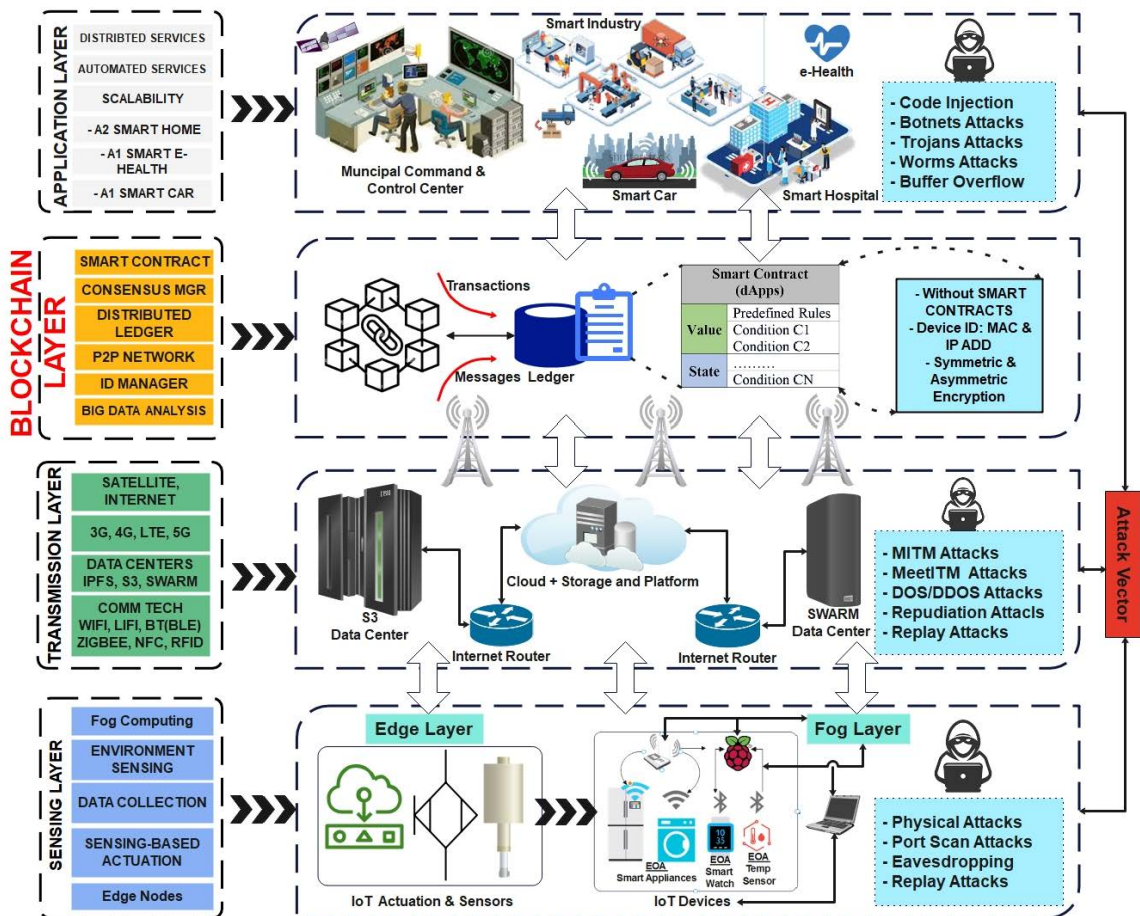 APPLICATION LAYER
DISTRIBTED SERVICES
AUTOMATED SERVICES
SCALABILITY
- A2 SMART HOME
- A1 SMART E-
HEALTH
- A1 SMART CAR
Muncipal Command &
Control Center
Smart Industry
Smart Car
e-Health
Smart Hospital
- Code Injection
- Botnets Attacks
- Trojans Attacks
- Worms Attacks
- Buffer Overflow
BLOCKCHAIN
LAYER
SMART CONTRACT
CONSENSUS MGR
DISTRIBUTED
LEDGER
P2P NETWORK
ID MANAGER
BIG DATA ANALYSIS
Transactions
Messages Ledger
Smart Contract
(dApps)
Value
Predefined Rules
Condition C1
Condition C2
State
.........
Condition CN
- Without SMART
CONTRACTS
- Device ID: MAC &
IP ADD
- Symmetric &
Asymmetric
Encryption
TRANSMISSION LAYER
SATELLITE,
INTERNET
3G, 4G, LTE, 5G
DATA CENTERS
IPFS, S3, SWARM
COMM TECH
WIFI, LIFI, BT(BLE)
ZIGBEE, NFC, RFID
S3
Data Center
Cloud + Storage and Platform
Internet Router
Internet Router
SWARM
Data Center
- MITM Attacks
- MeetITM Attacks
- DOS/DDOS Attacks
- Repudiation Attacls
- Replay Attacks
Attack Vector
SENSING LAYER
Fog Computing
ENVIRONMENT
SENSING
DATA COLLECTION
SENSING-BASED
ACTUATION
Edge Nodes
Edge Layer
IoT Actuation & Sensors
Fog Layer
10
35
EOA
Smart Appliances
EOA
Smart
Watch
EOA
Temp
Sensor
IoT Devices
- Physical Attacks
- Port Scan Attacks
- Eavesdropping
- Replay Attacks